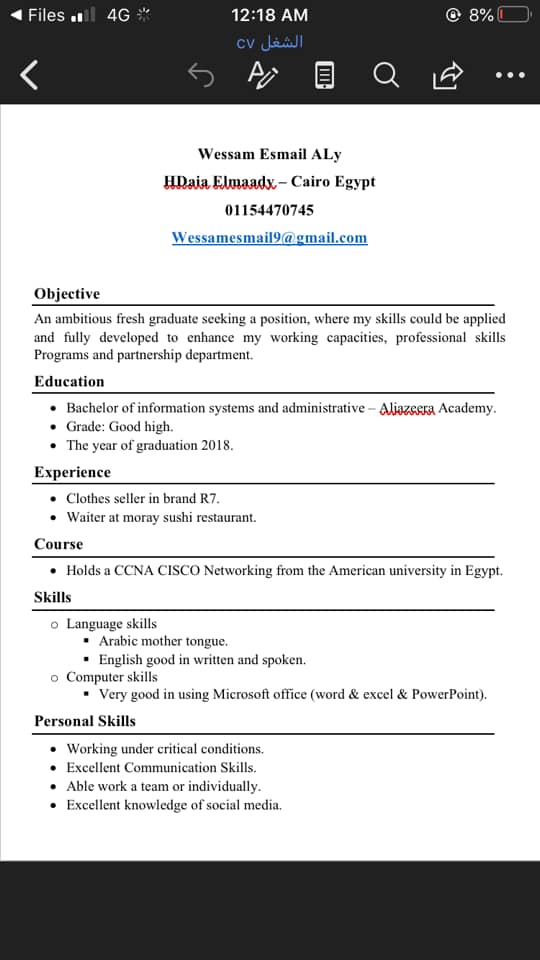 ◀ Files 4G 12:18 AM 8%
الشغل cv
Wessam Esmail ALy
HDaia Elmaady – Cairo Egypt
01154470745
Wessamesmail9@gmail.com
Objective
An ambitious fresh graduate seeking a position, where my skills could be applied
and fully developed to enhance my working capacities, professional skills
Programs and partnership department.
Education
• Bachelor of information systems and administrative – Aljazeera Academy.
• Grade: Good high.
• The year of graduation 2018.
Experience
• Clothes seller in brand R7.
• Waiter at moray sushi restaurant.
Course
• Holds a CCNA CISCO Networking from the American university in Egypt.
Skills
o Language skills
▪ Arabic mother tongue.
▪ English good in written and spoken.
o Computer skills
▪ Very good in using Microsoft office (word & excel & PowerPoint).
Personal Skills
• Working under critical conditions.
• Excellent Communication Skills.
• Able work a team or individually.
• Excellent knowledge of social media.